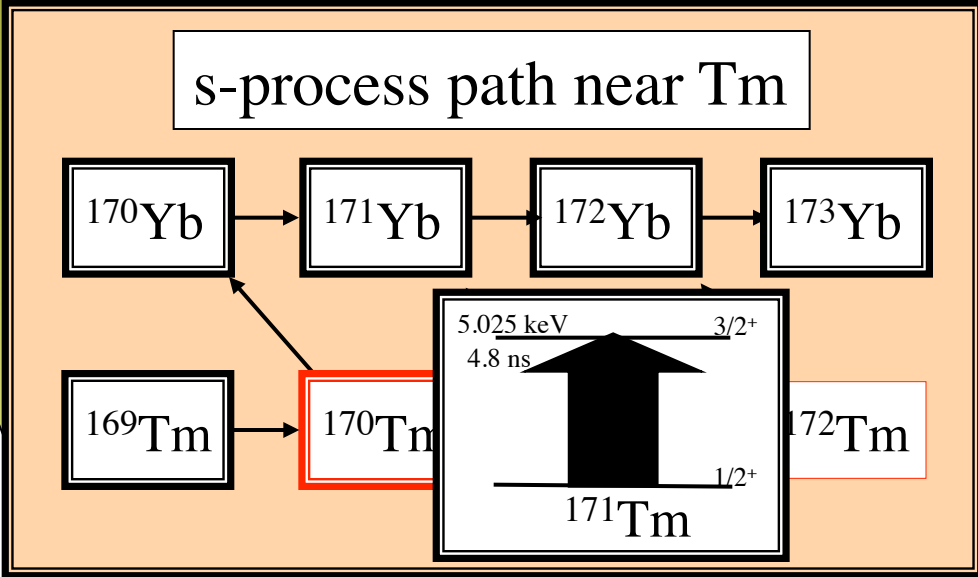 s-process path near Tm
¹⁷⁰Yb ¹⁷¹Yb ¹⁷²Yb ¹⁷³Yb
5.025 keV 3/2⁺
4.8 ns
¹⁶⁹Tm ¹⁷⁰Tm ¹⁷²Tm
1/2⁺
¹⁷¹Tm